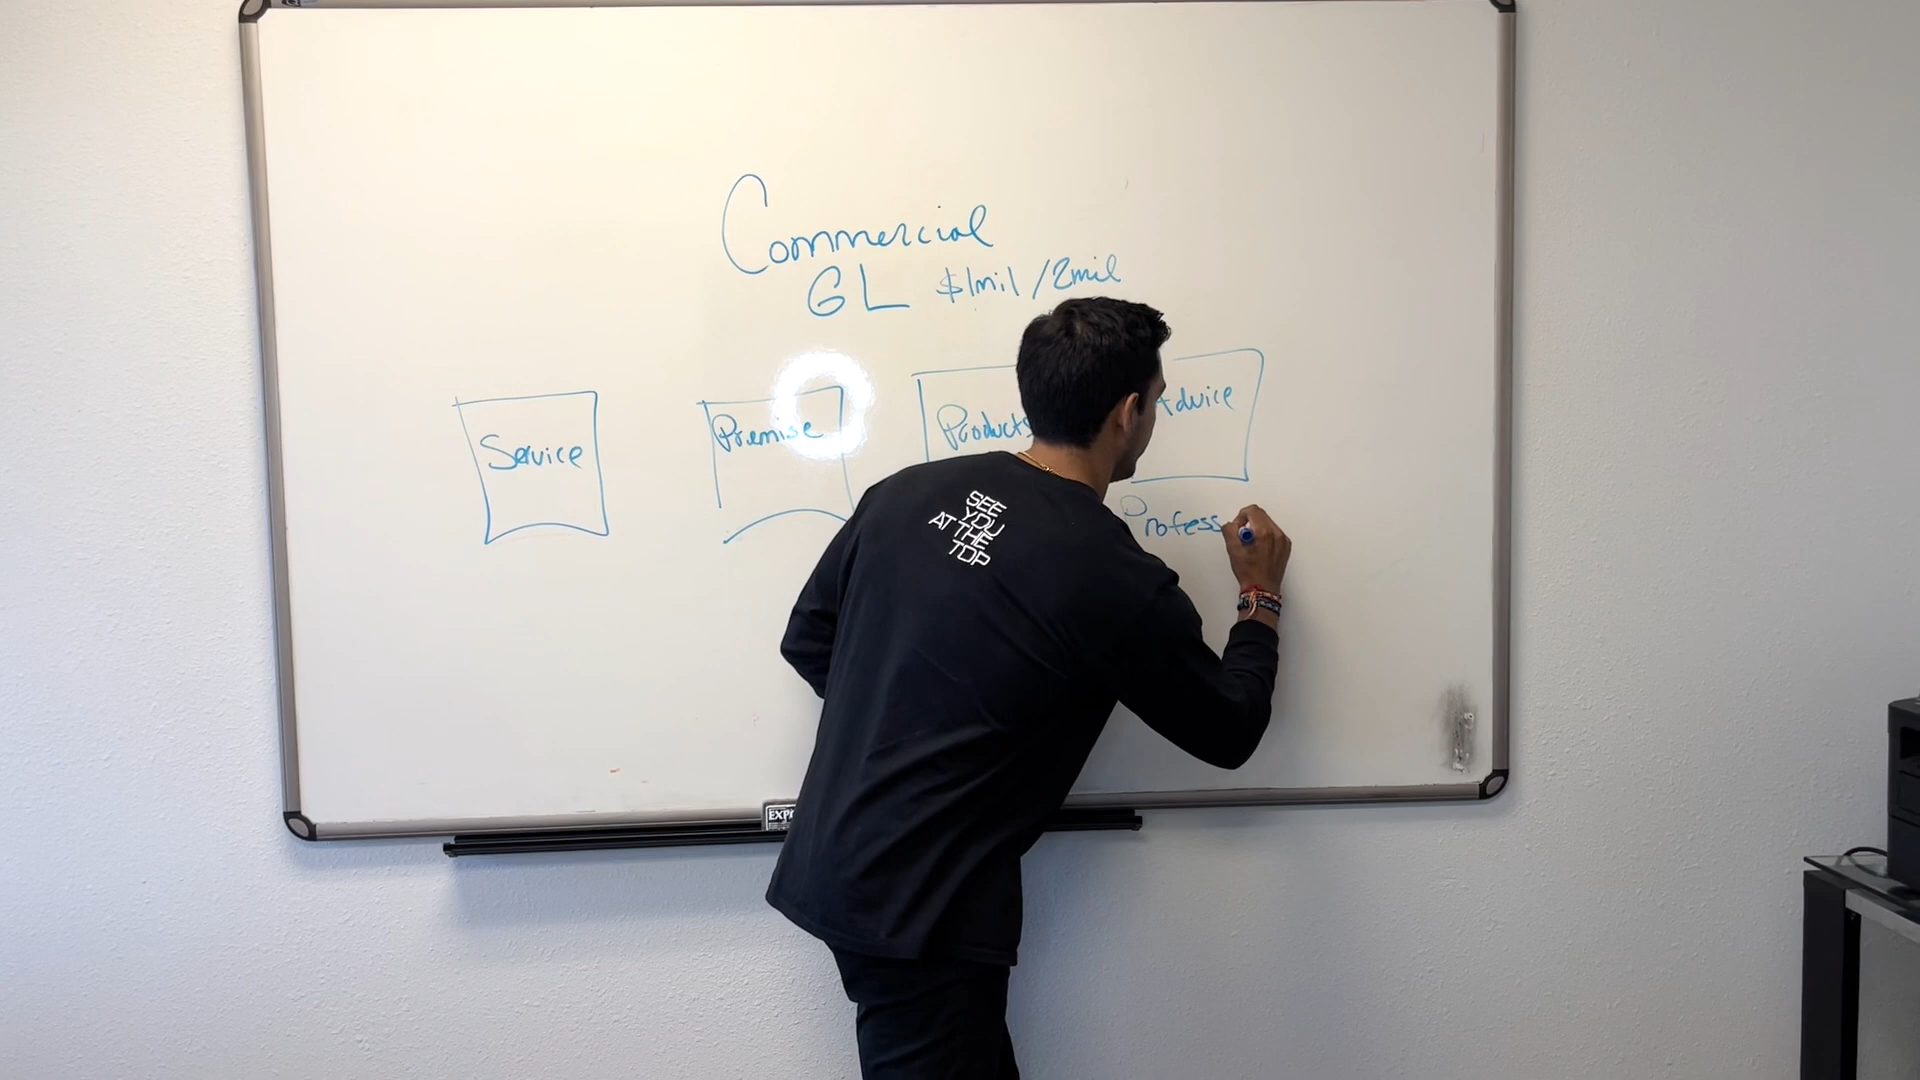 Commercial
GL $1mil/2mil
Service
Premise
Products
Advice
Profess
SEE
YOU
AT THE
TOP